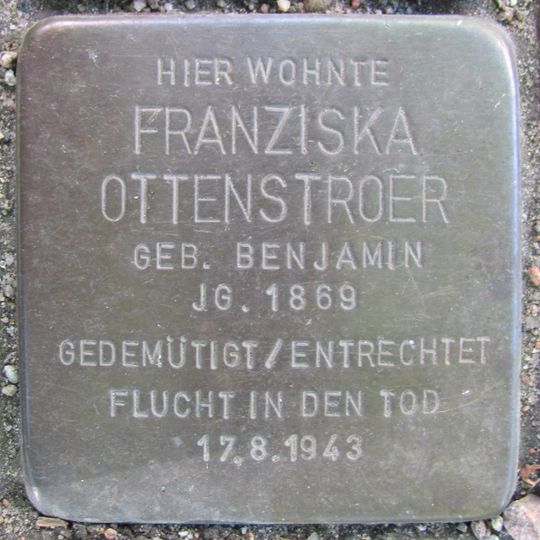 HIER WOHNTE
FRANZISKA
OTTENSTROER
GEB. BENJAMIN
JG. 1869
GEDEMÜTIGT/ENTRECHTET
FLUCHT IN DEN TOD
17.8.1943